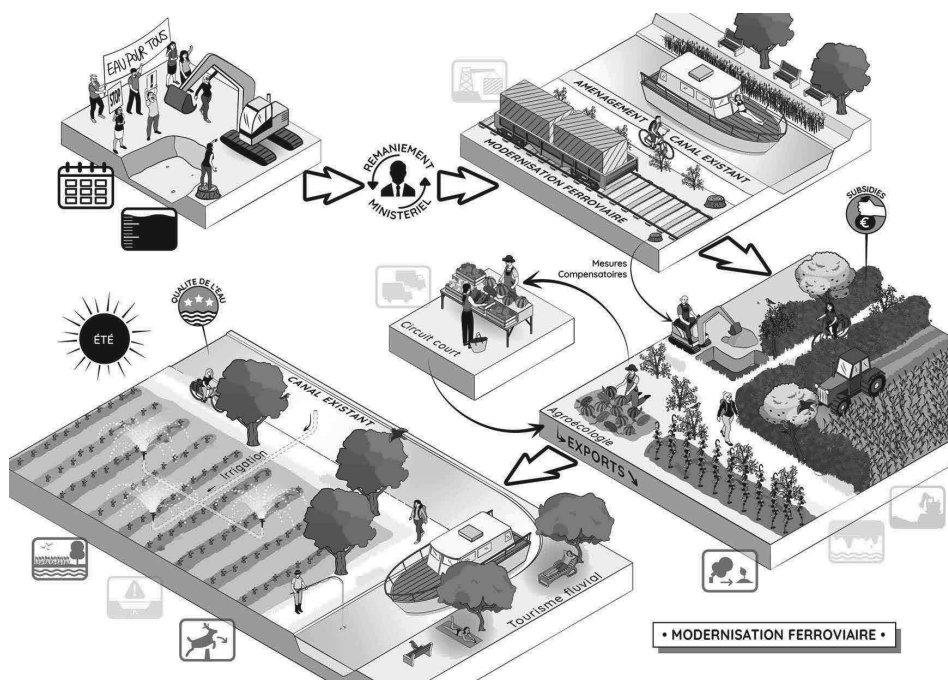 EAU POUR TOUS
STOP
REMANIEMENT
MINISTERIEL
AMENAGEMENT CANAL EXISTANT
MODERNISATION FERROVIAIRE
SUBSIDIES
€
Mesures
Compensatoires
Circuit court
QUALITE DE L'EAU
ÉTÉ
CANAL EXISTANT
Irrigation
Agroécologie
EXPORTS
Tourisme fluvial
• MODERNISATION FERROVIAIRE •